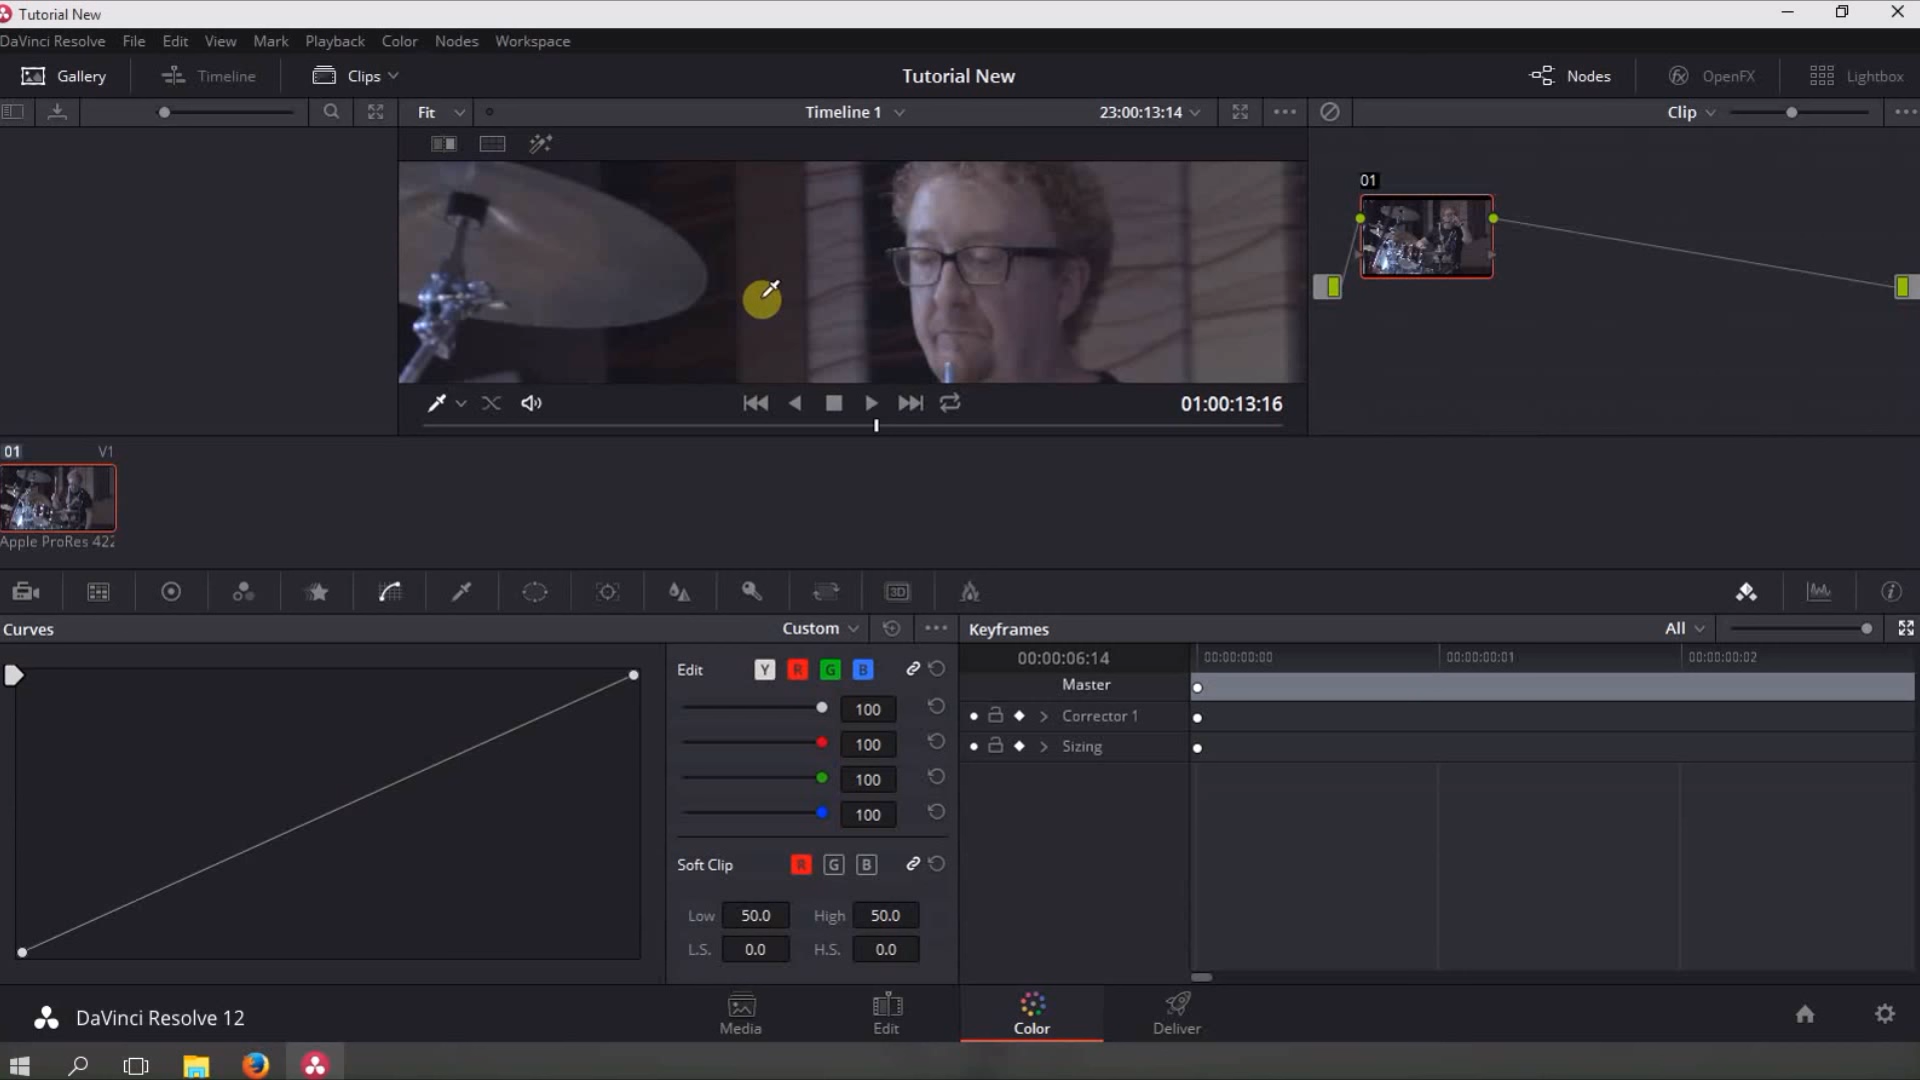 Tutorial New
DaVinci Resolve File Edit View Mark Playback Color Nodes Workspace
Gallery Timeline Clips Tutorial New Nodes OpenFX Lightbox
Fit Timeline 1 23:00:13:14 Clip
01
01:00:13:16
01 V1
Apple ProRes 422
3D
Curves Custom Keyframes All
Edit Y R G B
00:00:06:14 00:00:00:00 00:00:00:01 00:00:00:02
Master
100 Corrector 1
100 Sizing
100
100
Soft Clip R G B
Low 50.0 High 50.0
L.S. 0.0 H.S. 0.0
DaVinci Resolve 12 Media Edit Color Deliver